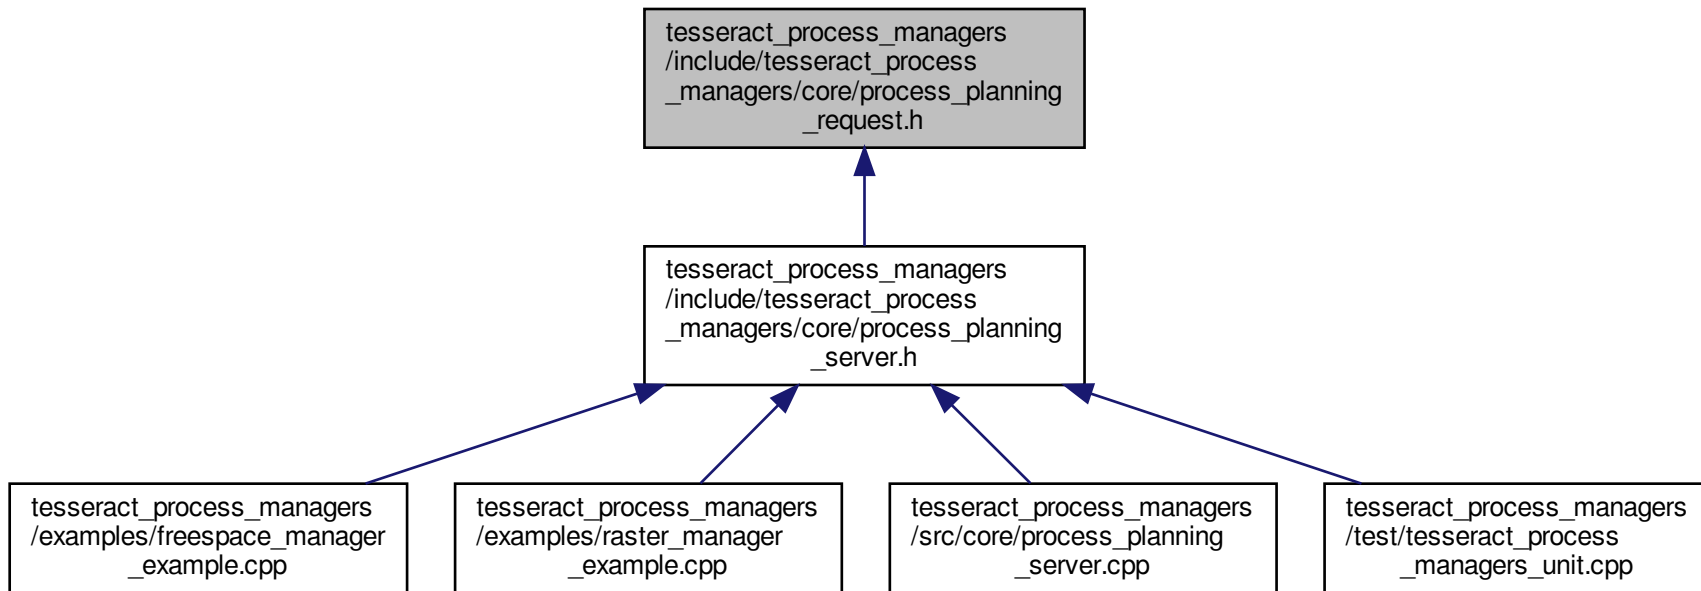 tesseract_process_managers
/include/tesseract_process
_managers/core/process_planning
_request.h
tesseract_process_managers
/include/tesseract_process
_managers/core/process_planning
_server.h
tesseract_process_managers
/examples/freespace_manager
_example.cpp
tesseract_process_managers
/examples/raster_manager
_example.cpp
tesseract_process_managers
/src/core/process_planning
_server.cpp
tesseract_process_managers
/test/tesseract_process
_managers_unit.cpp